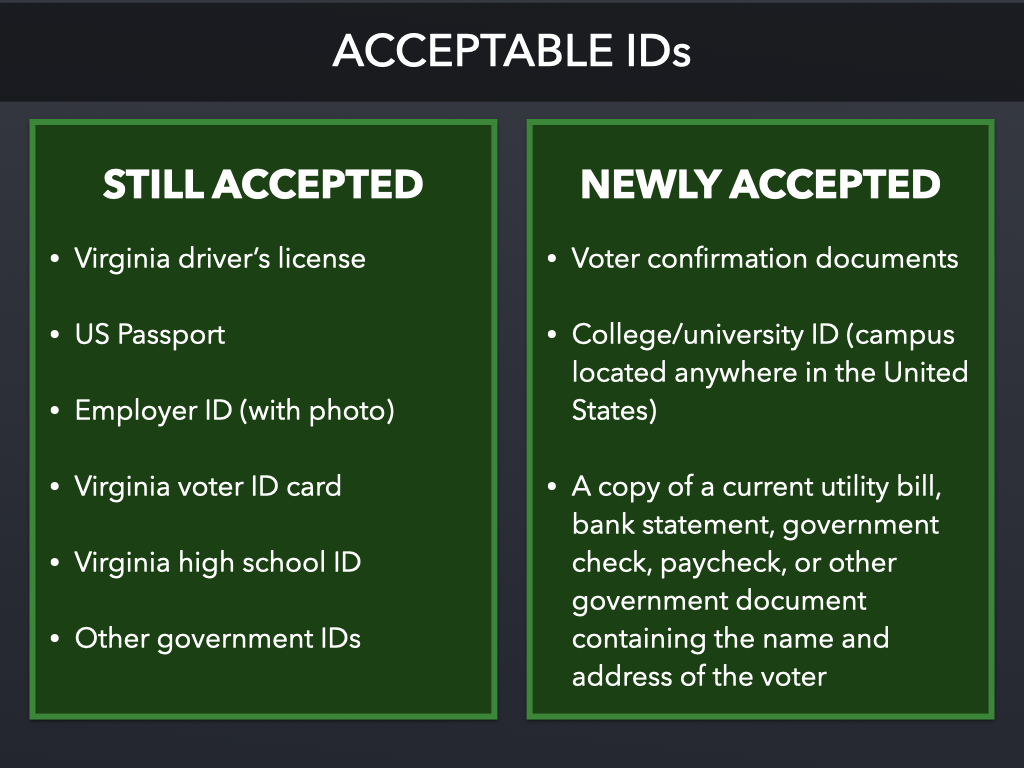 ACCEPTABLE IDs
STILL ACCEPTED
• Virginia driver’s license
• US Passport
• Employer ID (with photo)
• Virginia voter ID card
• Virginia high school ID
• Other government IDs
NEWLY ACCEPTED
• Voter confirmation documents
• College/university ID (campus
located anywhere in the United
States)
• A copy of a current utility bill,
bank statement, government
check, paycheck, or other
government document
containing the name and
address of the voter